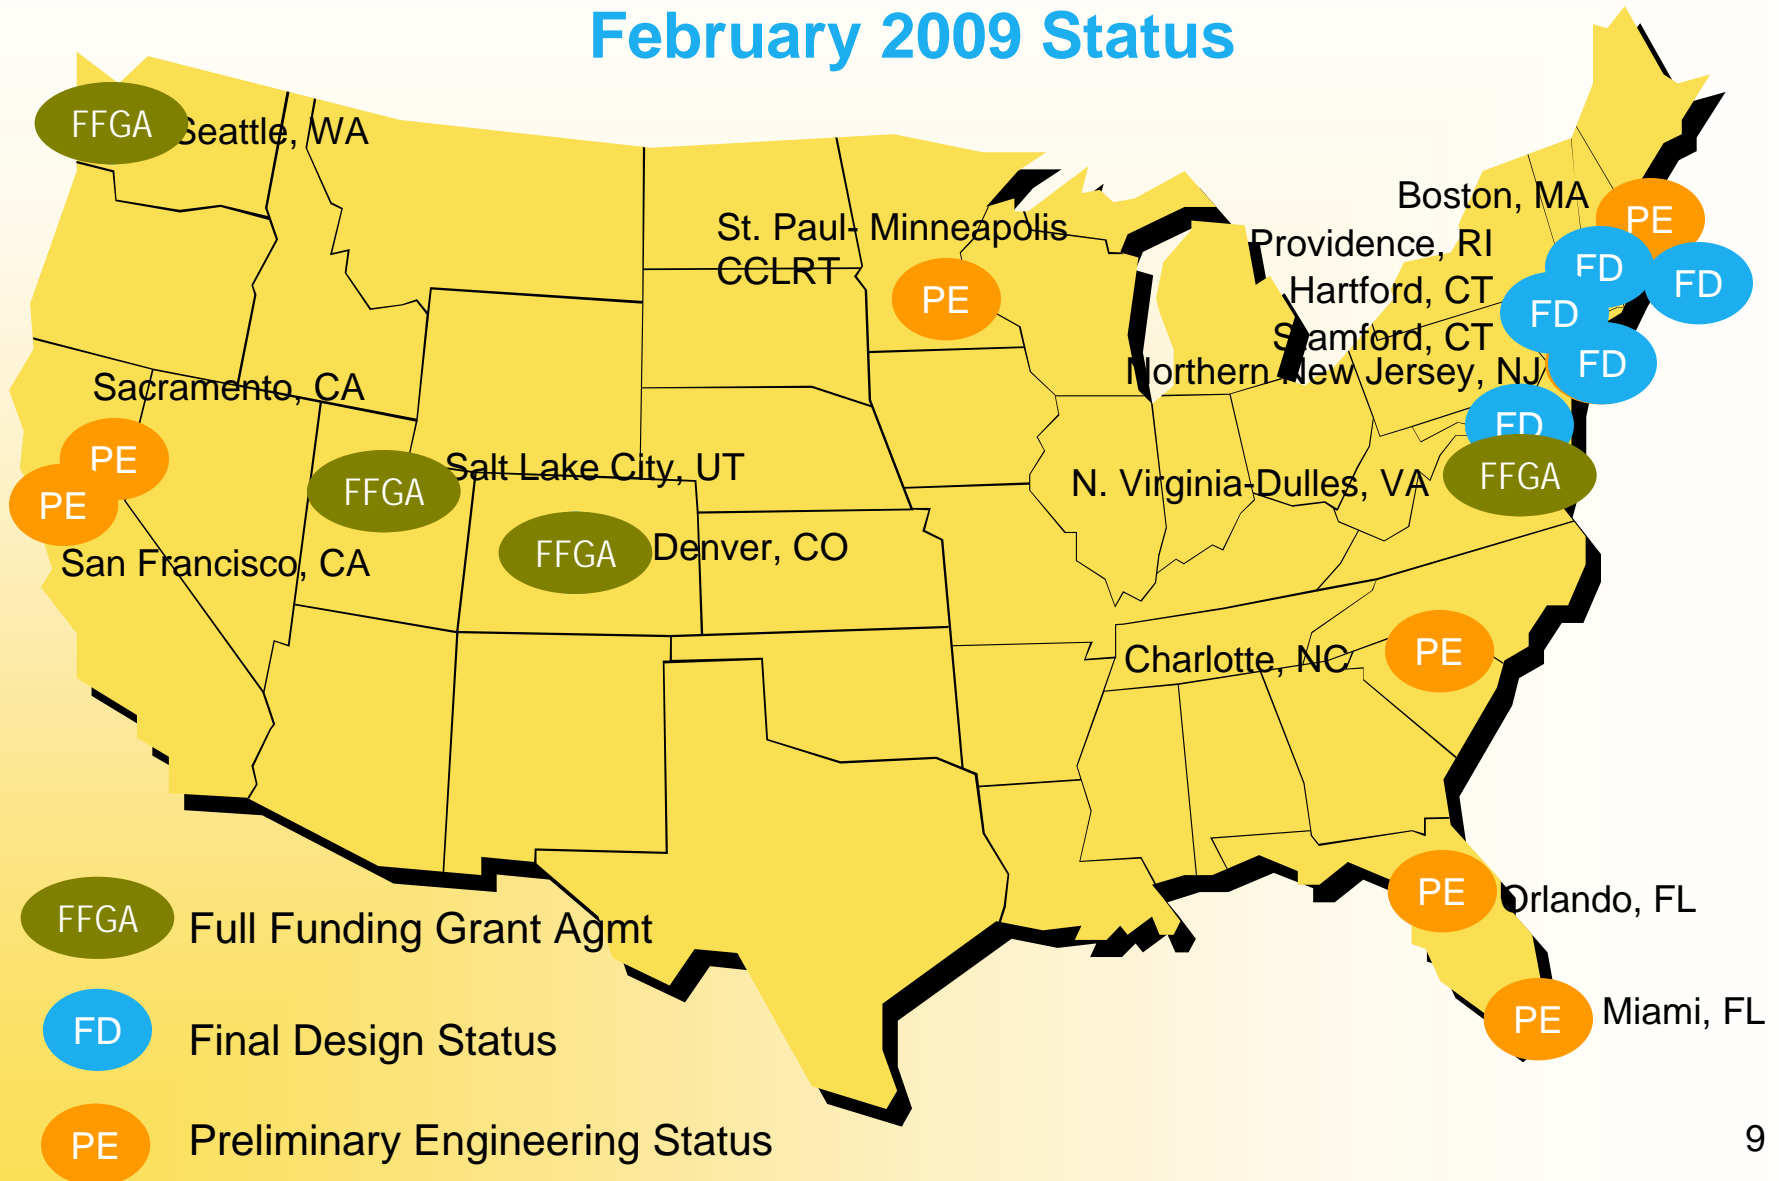 February 2009 Status
FFGA
Seattle, WA
Boston, MA
PE
St. Paul- Minneapolis
CCLRT
PE
Providence, RI
FD
FD
Hartford, CT
FD
Stamford, CT
FD
Northern New Jersey, NJ
Sacramento, CA
PE
PE
San Francisco, CA
FFGA
Salt Lake City, UT
FFGA
Denver, CO
FD
N. Virginia-Dulles, VA
FFGA
Charlotte, NC
PE
PE
Orlando, FL
PE
Miami, FL
FFGA
Full Funding Grant Agmt
FD
Final Design Status
PE
Preliminary Engineering Status
9